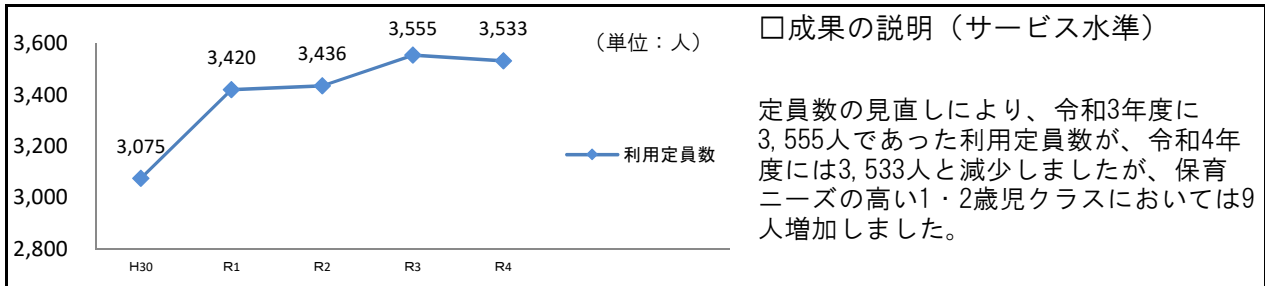 3,600
3,400
3,200
3,000
2,800
3,075
3,420
3,436
3,555
3,533
H30
R1
R2
R3
R4
(単位：人)
利用定員数
□成果の説明（サービス水準）
定員数の見直しにより、令和3年度に
3,555人であった利用定員数が、令和4年
度には3,533人と減少しましたが、保育
ニーズの高い1・2歳児クラスにおいては9
人増加しました。